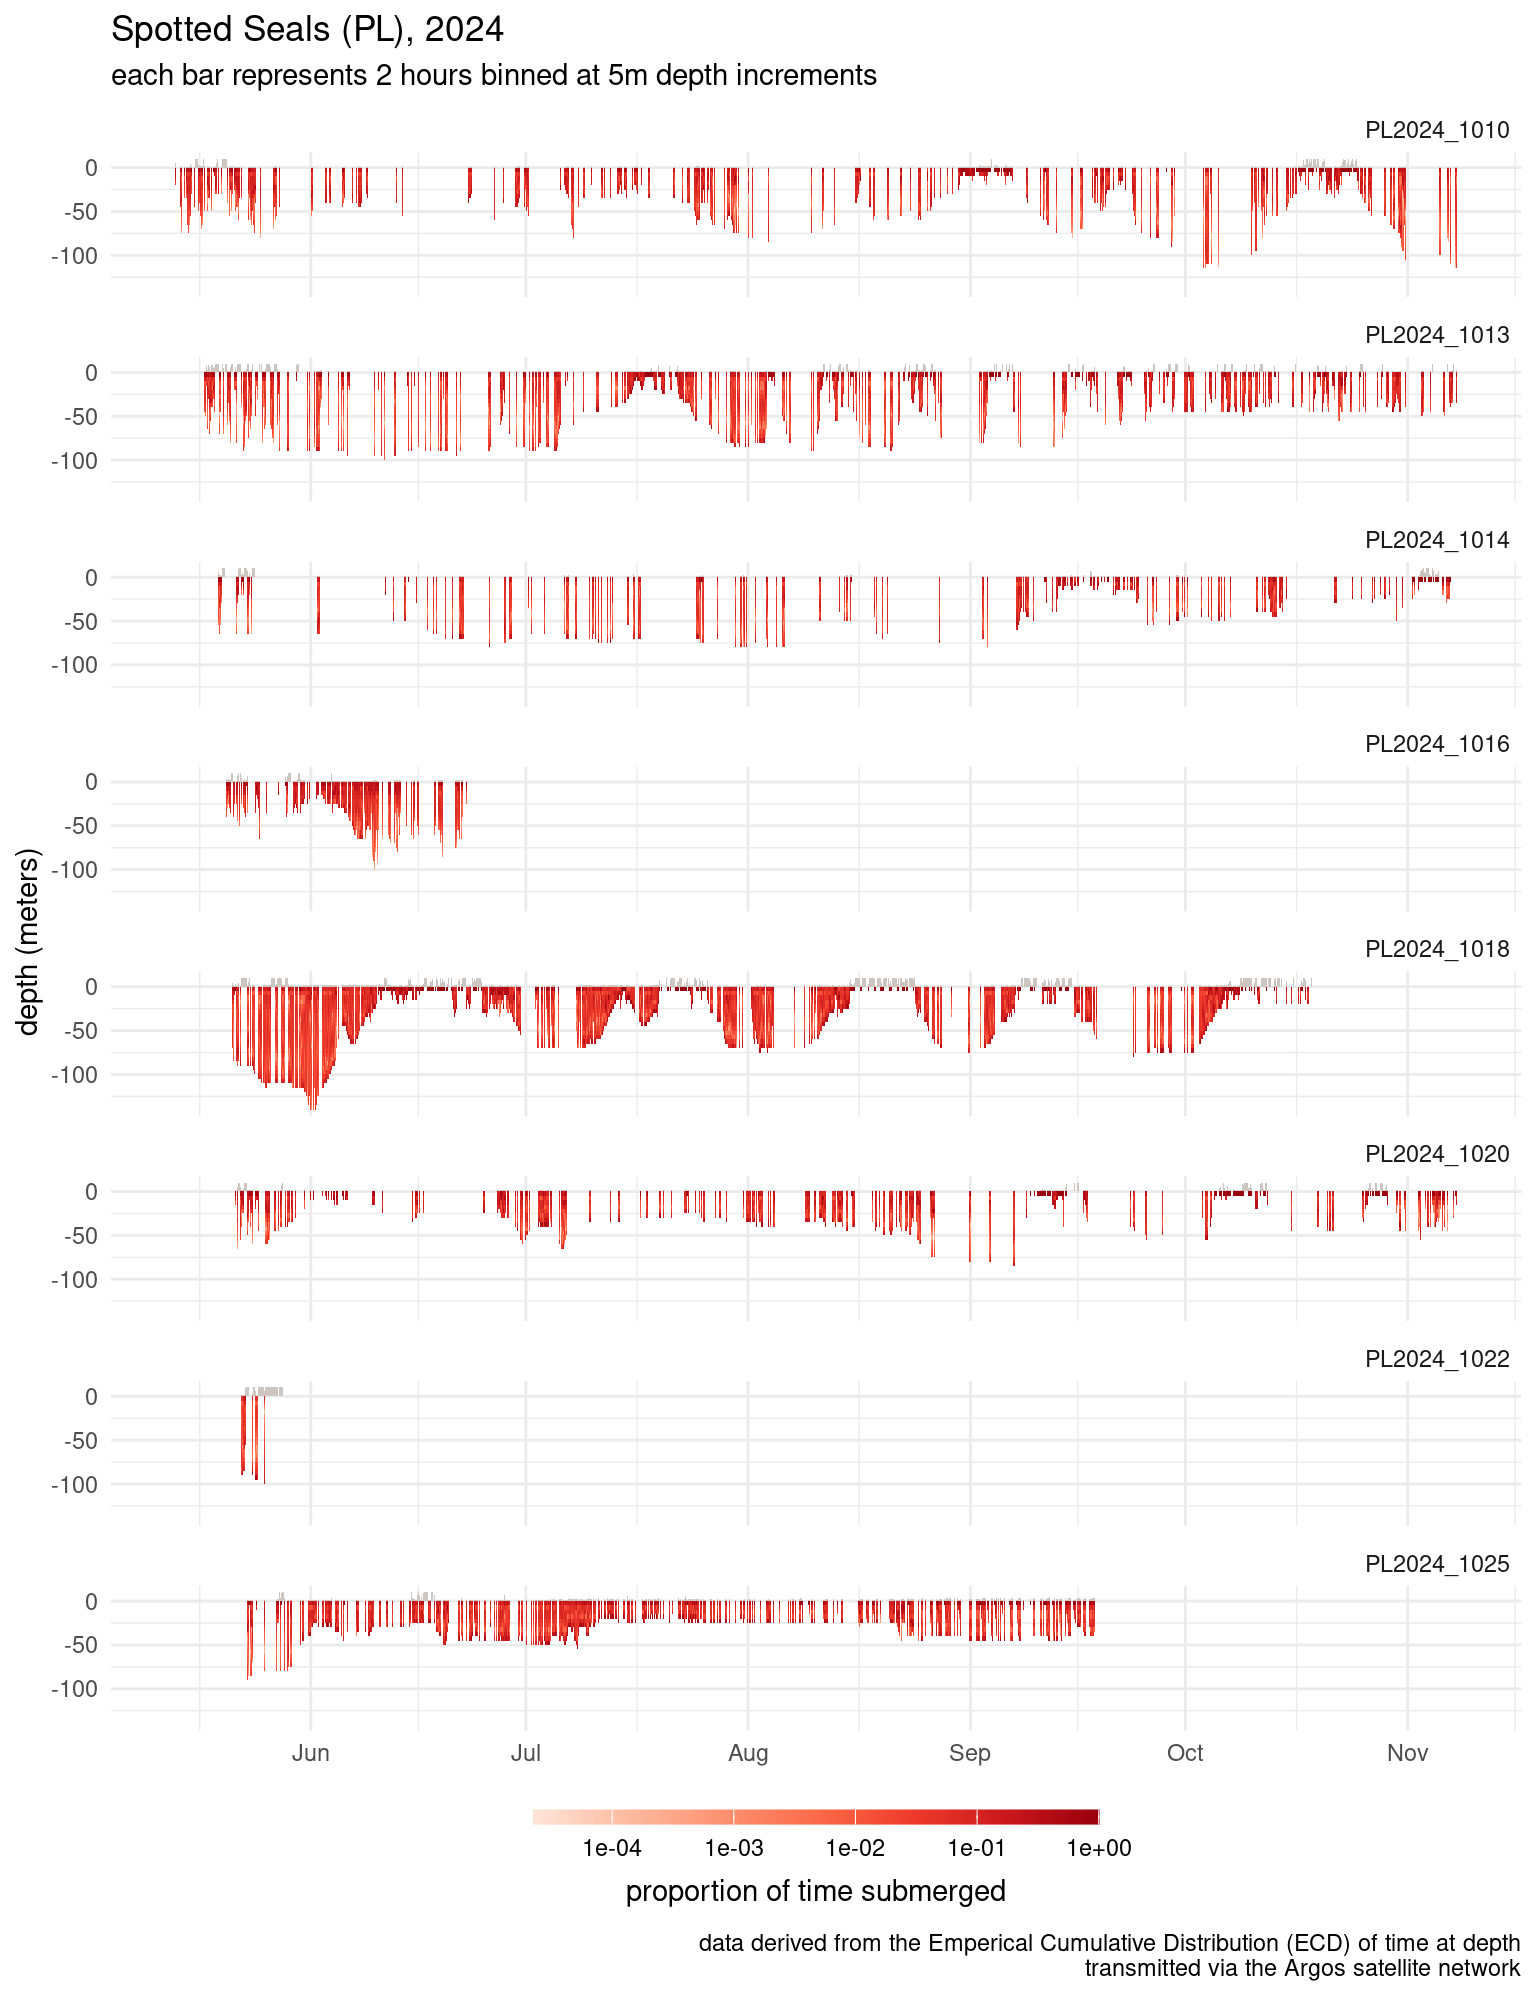 Spotted Seals (PL), 2024
each bar represents 2 hours binned at 5m depth increments
PL2024_1010
0
-50
-100
PL2024_1013
0
-50
-100
PL2024_1014
0
-50
-100
PL2024_1016
0
-50
-100
PL2024_1018
0
-50
-100
PL2024_1020
0
-50
-100
PL2024_1022
0
-50
-100
PL2024_1025
0
-50
-100
depth (meters)
Jun Jul Aug Sep Oct Nov
1e-04 1e-03 1e-02 1e-01 1e+00
proportion of time submerged
data derived from the Emperical Cumulative Distribution (ECD) of time at depth
transmitted via the Argos satellite network